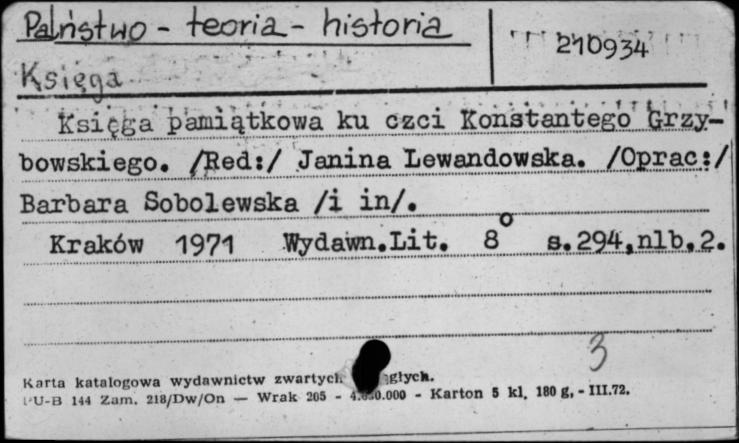 Państwo - teoria - historia
210934
Księga
Księga pamiątkowa ku czci Konstantego Grzy-
bowskiego. /Red:/ Janina Lewandowska. /Oprac:/
Barbara Sobolewska /i in/.
Kraków 1971 Wydawn.Lit. 8° s.294,nlb.2.
3
Karta katalogowa wydawnictw zwartych
PU-B 144 Zam. 218/Dw/On — Wrak 205 - - Karton 5 kl. 180 g, - III.72.